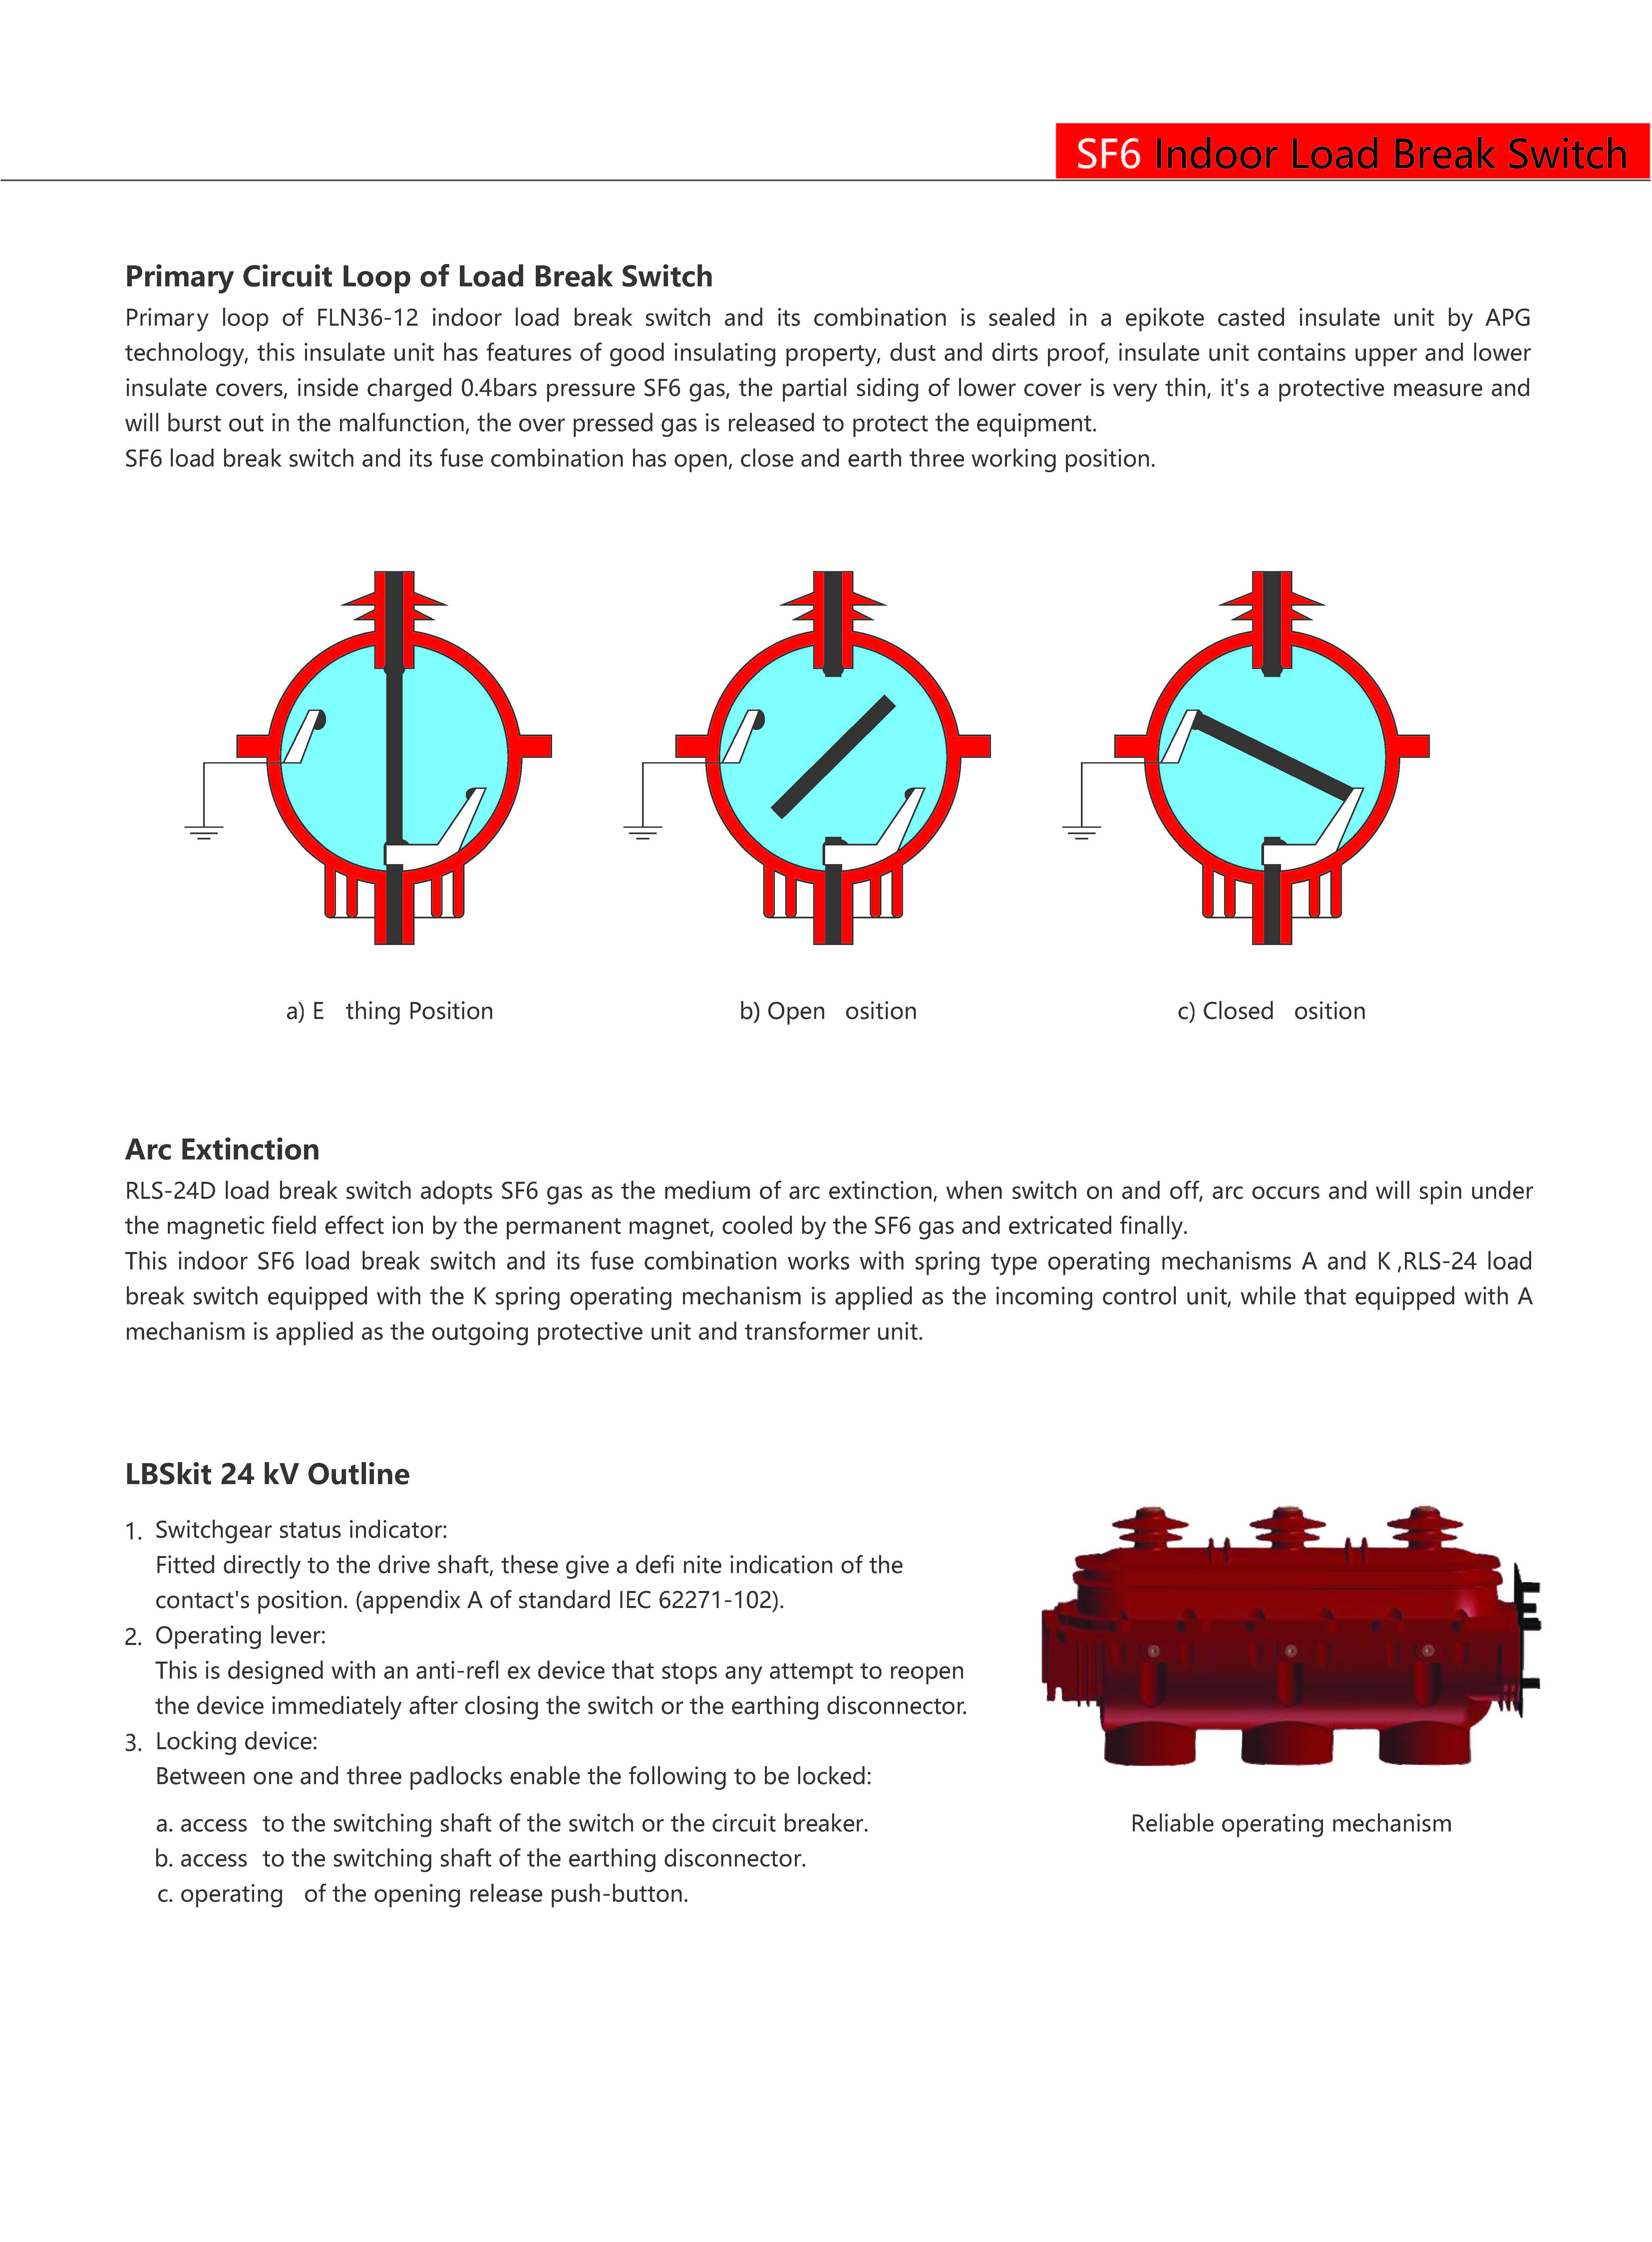 SF6 Indoor Load Break Switch
Primary Circuit Loop of Load Break Switch
Primary loop of FLN36-12 indoor load break switch and its combination is sealed in a epikote casted insulate unit by APG
technology, this insulate unit has features of good insulating property, dust and dirts proof, insulate unit contains upper and lower
insulate covers, inside charged 0.4bars pressure SF6 gas, the partial siding of lower cover is very thin, it's a protective measure and
will burst out in the malfunction, the over pressed gas is released to protect the equipment.
SF6 load break switch and its fuse combination has open, close and earth three working position.
a) E thing Position
b) Open osition
c) Closed osition
Arc Extinction
RLS-24D load break switch adopts SF6 gas as the medium of arc extinction, when switch on and off, arc occurs and will spin under
the magnetic field effect ion by the permanent magnet, cooled by the SF6 gas and extricated finally.
This indoor SF6 load break switch and its fuse combination works with spring type operating mechanisms A and K ,RLS-24 load
break switch equipped with the K spring operating mechanism is applied as the incoming control unit, while that equipped with A
mechanism is applied as the outgoing protective unit and transformer unit.
LBSkit 24 kV Outline
1. Switchgear status indicator:
Fitted directly to the drive shaft, these give a defi nite indication of the
contact's position. (appendix A of standard IEC 62271-102).
2. Operating lever:
This is designed with an anti-refl ex device that stops any attempt to reopen
the device immediately after closing the switch or the earthing disconnector.
3. Locking device:
Between one and three padlocks enable the following to be locked:
a. access to the switching shaft of the switch or the circuit breaker.
b. access to the switching shaft of the earthing disconnector.
c. operating of the opening release push-button.
Reliable operating mechanism